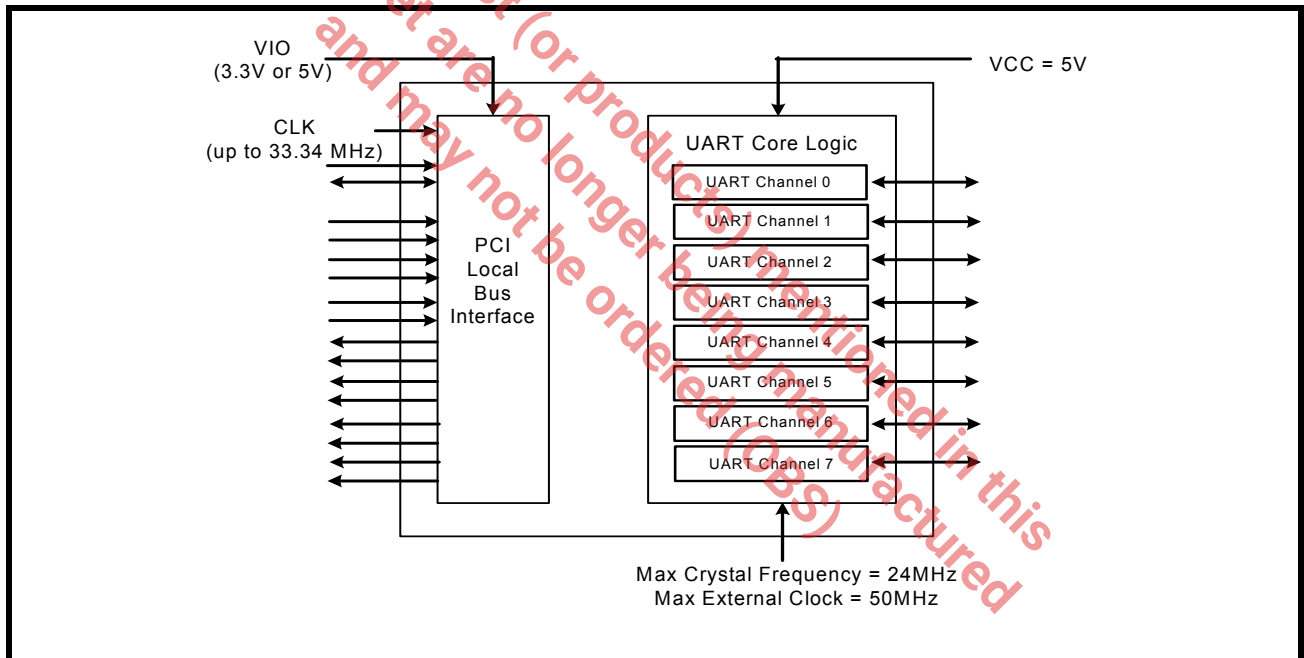 VIO
(3.3V or 5V)
VCC = 5V
CLK
(up to 33.34 MHz)
PCI
Local
Bus
Interface
UART Core Logic
UART Channel 0
UART Channel 1
UART Channel 2
UART Channel 3
UART Channel 4
UART Channel 5
UART Channel 6
UART Channel 7
Max Crystal Frequency = 24MHz
Max External Clock = 50MHz
(or products) mentioned in this
are no longer being manufactured
and may not be ordered (OBS)